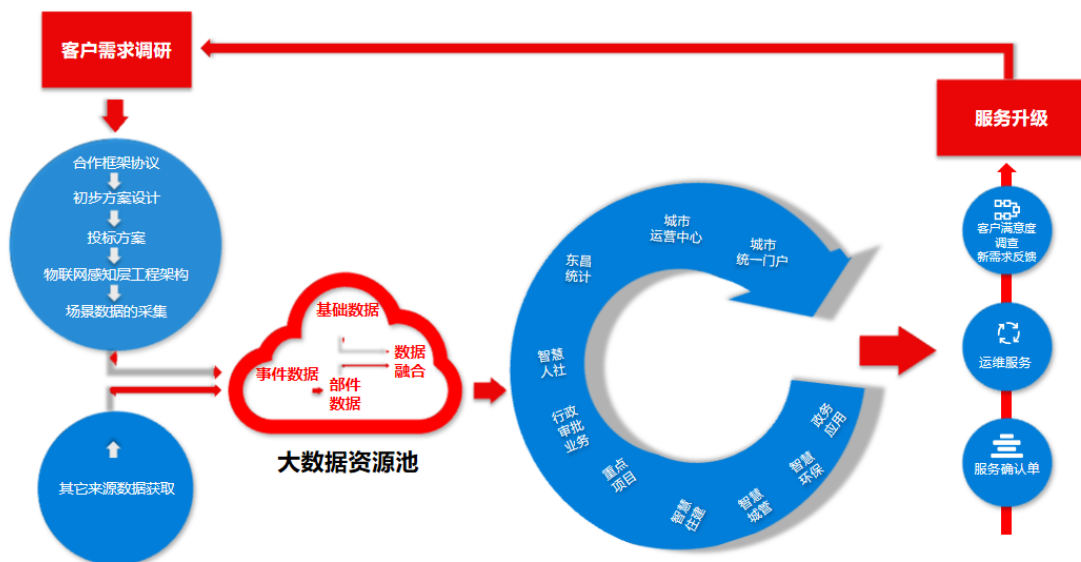 客户需求调研
合作框架协议
初步方案设计
投标方案
物联网感知层工程架构
场景数据的采集
其它来源数据获取
基础数据
事件数据
部件
数据
数据
融合
大数据资源池
政务
应用
智慧
环保
智慧
城管
智慧
住建
重点
项目
行政
审批
业务
智慧
人社
东昌
统计
城市
运营中心
城市
统一门户
服务升级
客户满意度
调查
新需求反馈
运维服务
服务确认单